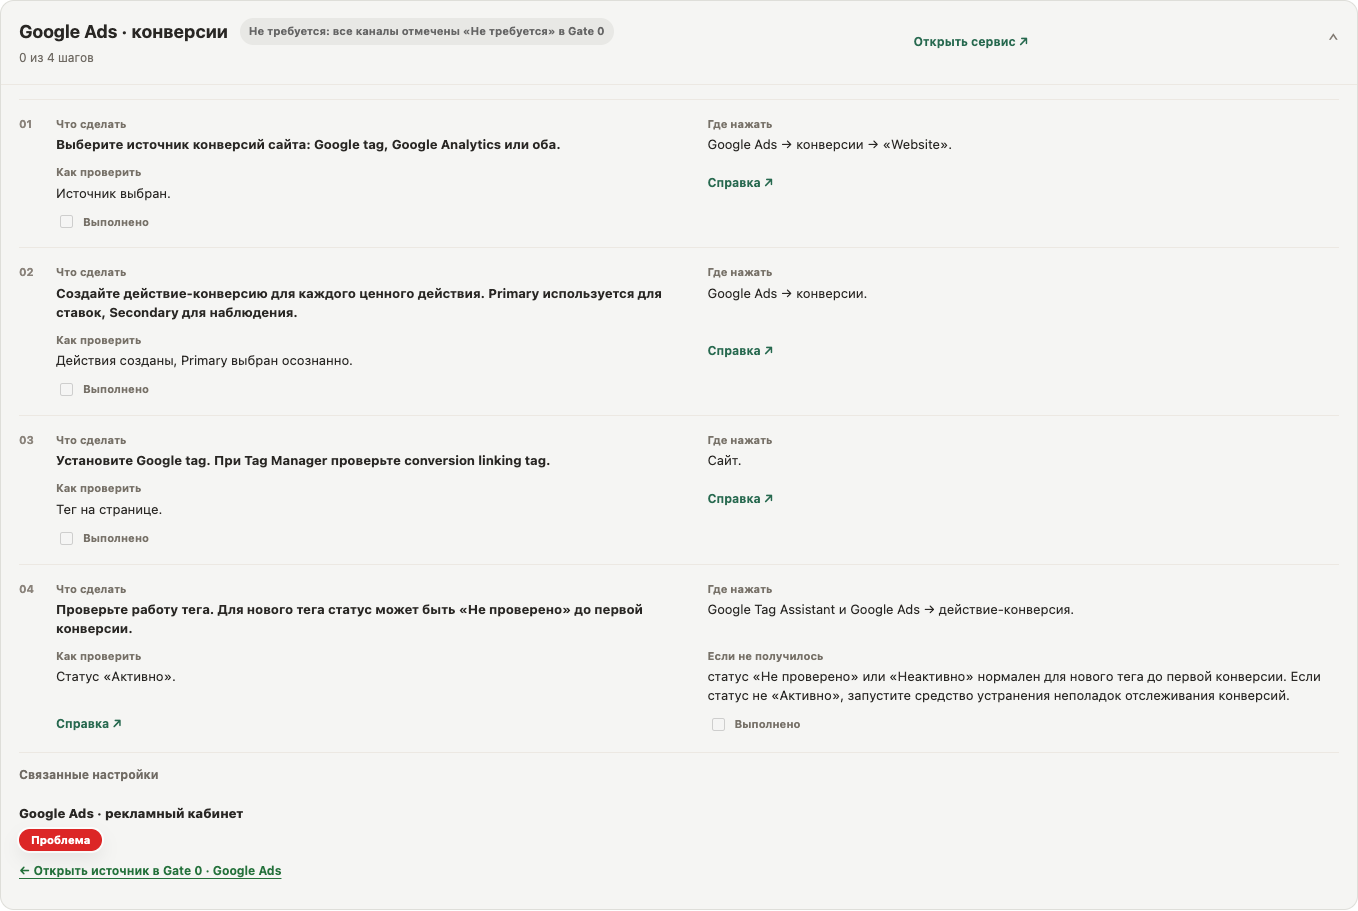 Google Ads · конверсии
Не требуется: все каналы отмечены «Не требуется» в Gate 0
Открыть сервис ↗
0 из 4 шагов
01
Что сделать
Выберите источник конверсий сайта: Google tag, Google Analytics или оба.
Как проверить
Источник выбран.
Выполнено
Где нажать
Google Ads → конверсии → «Website».
Справка ↗
02
Что сделать
Создайте действие-конверсию для каждого ценного действия. Primary используется для
ставок, Secondary для наблюдения.
Как проверить
Действия созданы, Primary выбран осознанно.
Выполнено
Где нажать
Google Ads → конверсии.
Справка ↗
03
Что сделать
Установите Google tag. При Tag Manager проверьте conversion linking tag.
Как проверить
Тег на странице.
Выполнено
Где нажать
Сайт.
Справка ↗
04
Что сделать
Проверьте работу тега. Для нового тега статус может быть «Не проверено» до первой
конверсии.
Как проверить
Статус «Активно».
Справка ↗
Где нажать
Google Tag Assistant и Google Ads → действие-конверсия.
Если не получилось
статус «Не проверено» или «Неактивно» нормален для нового тега до первой конверсии. Если
статус не «Активно», запустите средство устранения неполадок отслеживания конверсий.
Выполнено
Связанные настройки
Google Ads · рекламный кабинет
Проблема
← Открыть источник в Gate 0 · Google Ads